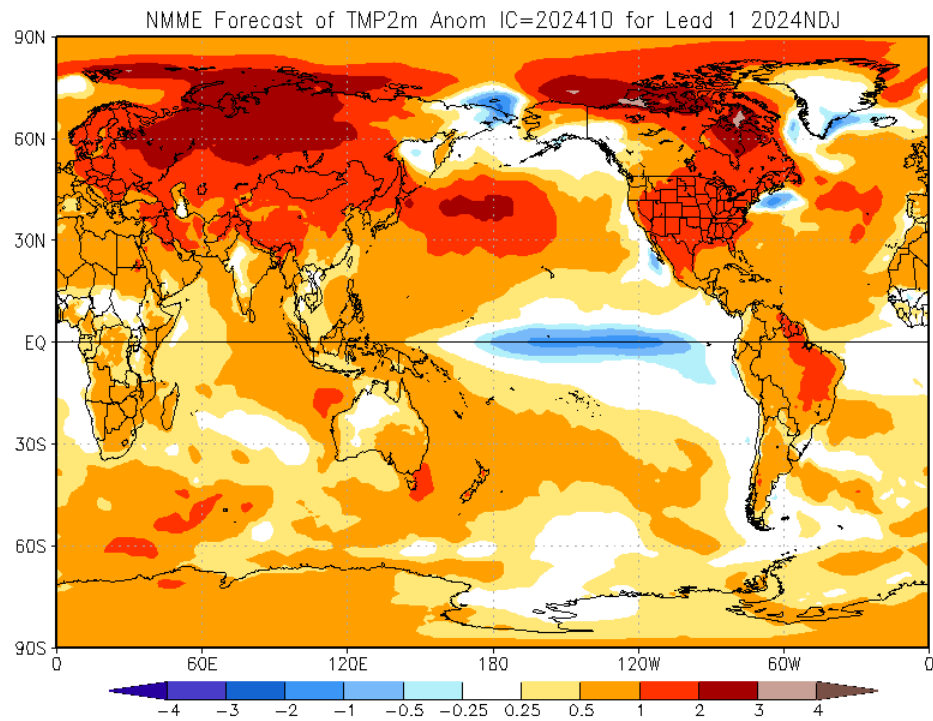 NMME Forecast of TMP2m Anom IC=202410 for Lead 1 2024NDJ
90N
60N
30N
EQ
30S
60S
90S
0 60E 120E 180 120W 60W 0
-4 -3 -2 -1 -0.5 -0.25 0.25 0.5 1 2 3 4